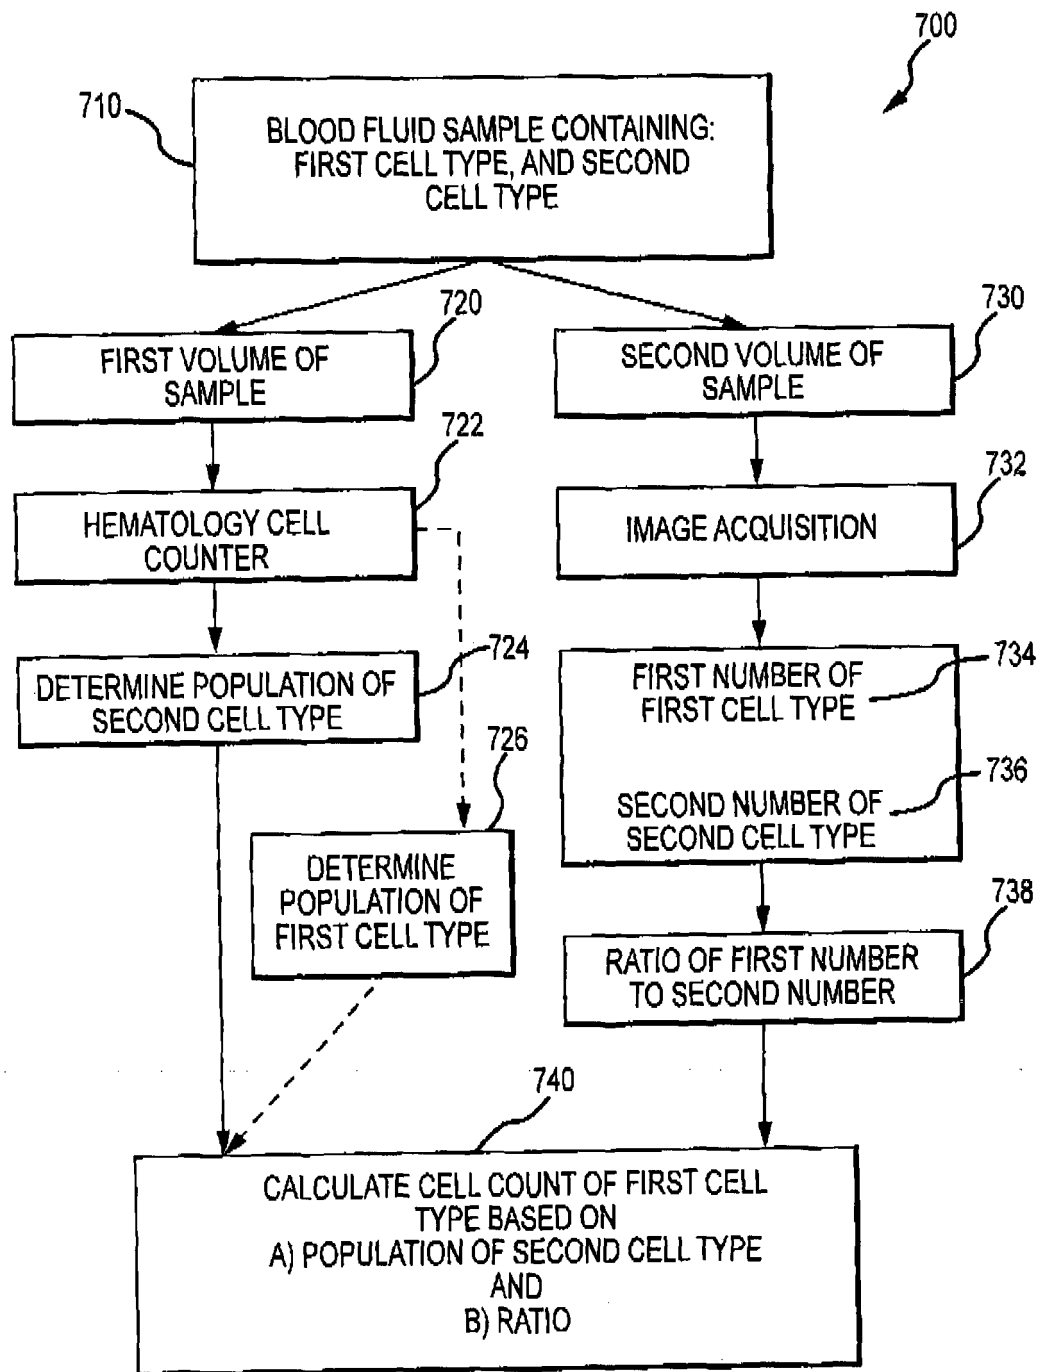 700
710
BLOOD FLUID SAMPLE CONTAINING:
FIRST CELL TYPE, AND SECOND
CELL TYPE
720
FIRST VOLUME OF
SAMPLE
730
SECOND VOLUME OF
SAMPLE
722
HEMATOLOGY CELL
COUNTER
732
IMAGE ACQUISITION
724
DETERMINE POPULATION OF
SECOND CELL TYPE
734
FIRST NUMBER OF
FIRST CELL TYPE
736
SECOND NUMBER OF
SECOND CELL TYPE
726
DETERMINE
POPULATION OF
FIRST CELL TYPE
738
RATIO OF FIRST NUMBER
TO SECOND NUMBER
740
CALCULATE CELL COUNT OF FIRST CELL
TYPE BASED ON
A) POPULATION OF SECOND CELL TYPE
AND
B) RATIO